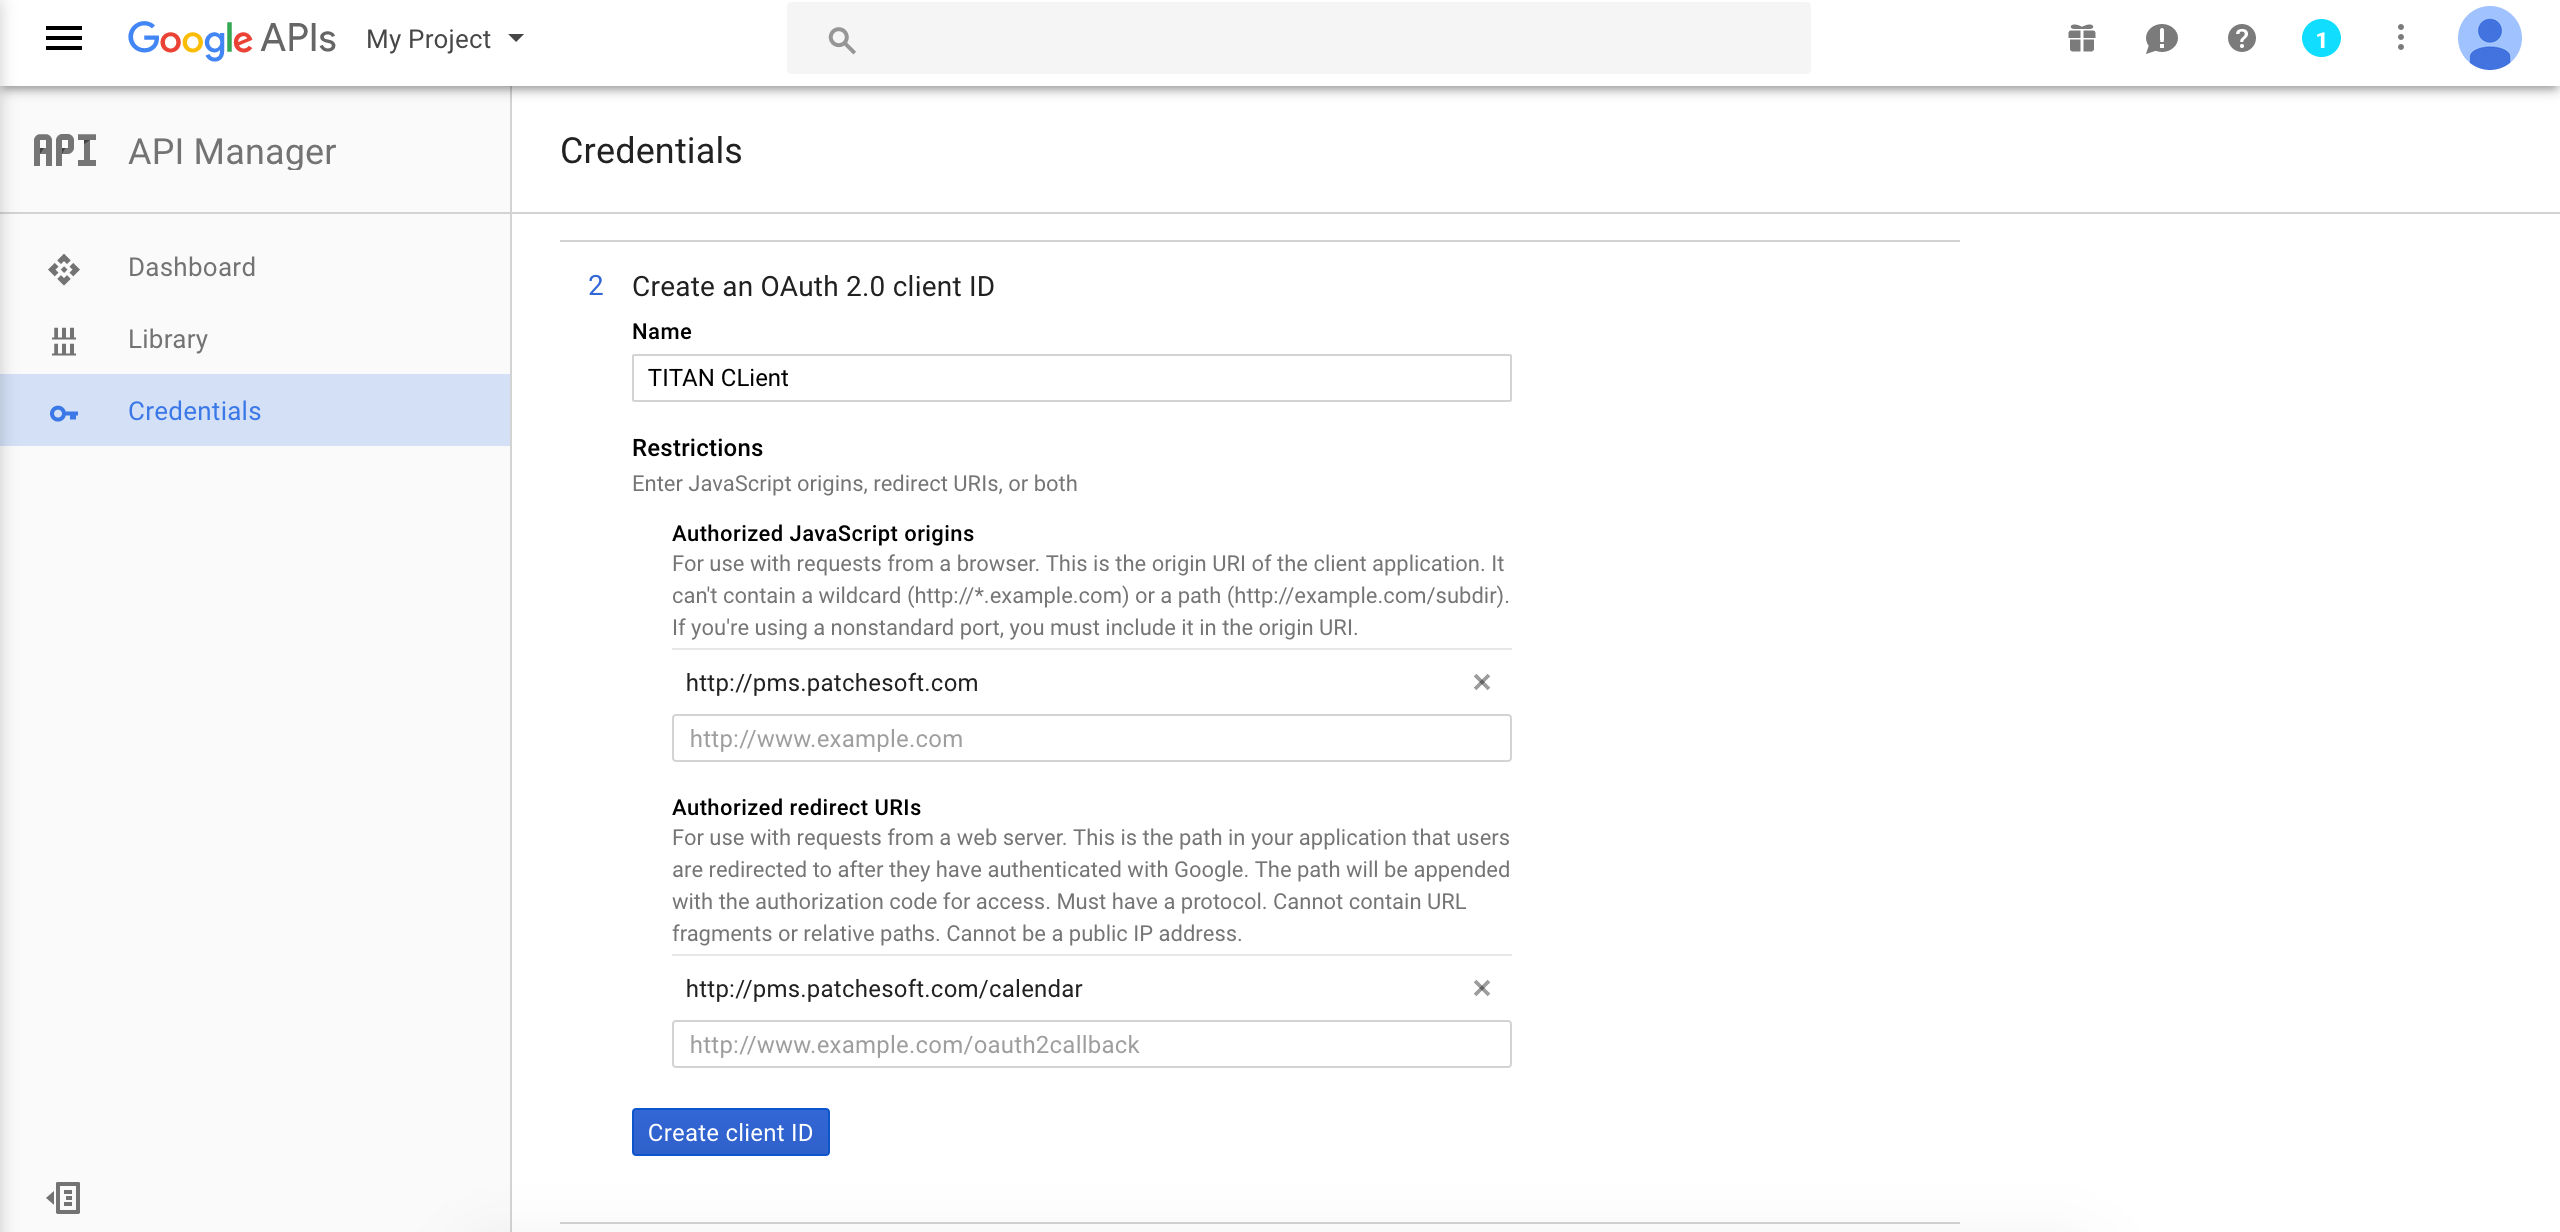 Google APIs My Project
1
API API Manager
Credentials
Dashboard
Library
Credentials
2 Create an OAuth 2.0 client ID
Name
TITAN CLient
Restrictions
Enter JavaScript origins, redirect URIs, or both
Authorized JavaScript origins
For use with requests from a browser. This is the origin URI of the client application. It
can't contain a wildcard (http://*.example.com) or a path (http://example.com/subdir).
If you're using a nonstandard port, you must include it in the origin URI.
http://pms.patchesoft.com
http://www.example.com
Authorized redirect URIs
For use with requests from a web server. This is the path in your application that users
are redirected to after they have authenticated with Google. The path will be appended
with the authorization code for access. Must have a protocol. Cannot contain URL
fragments or relative paths. Cannot be a public IP address.
http://pms.patchesoft.com/calendar
http://www.example.com/oauth2callback
Create client ID